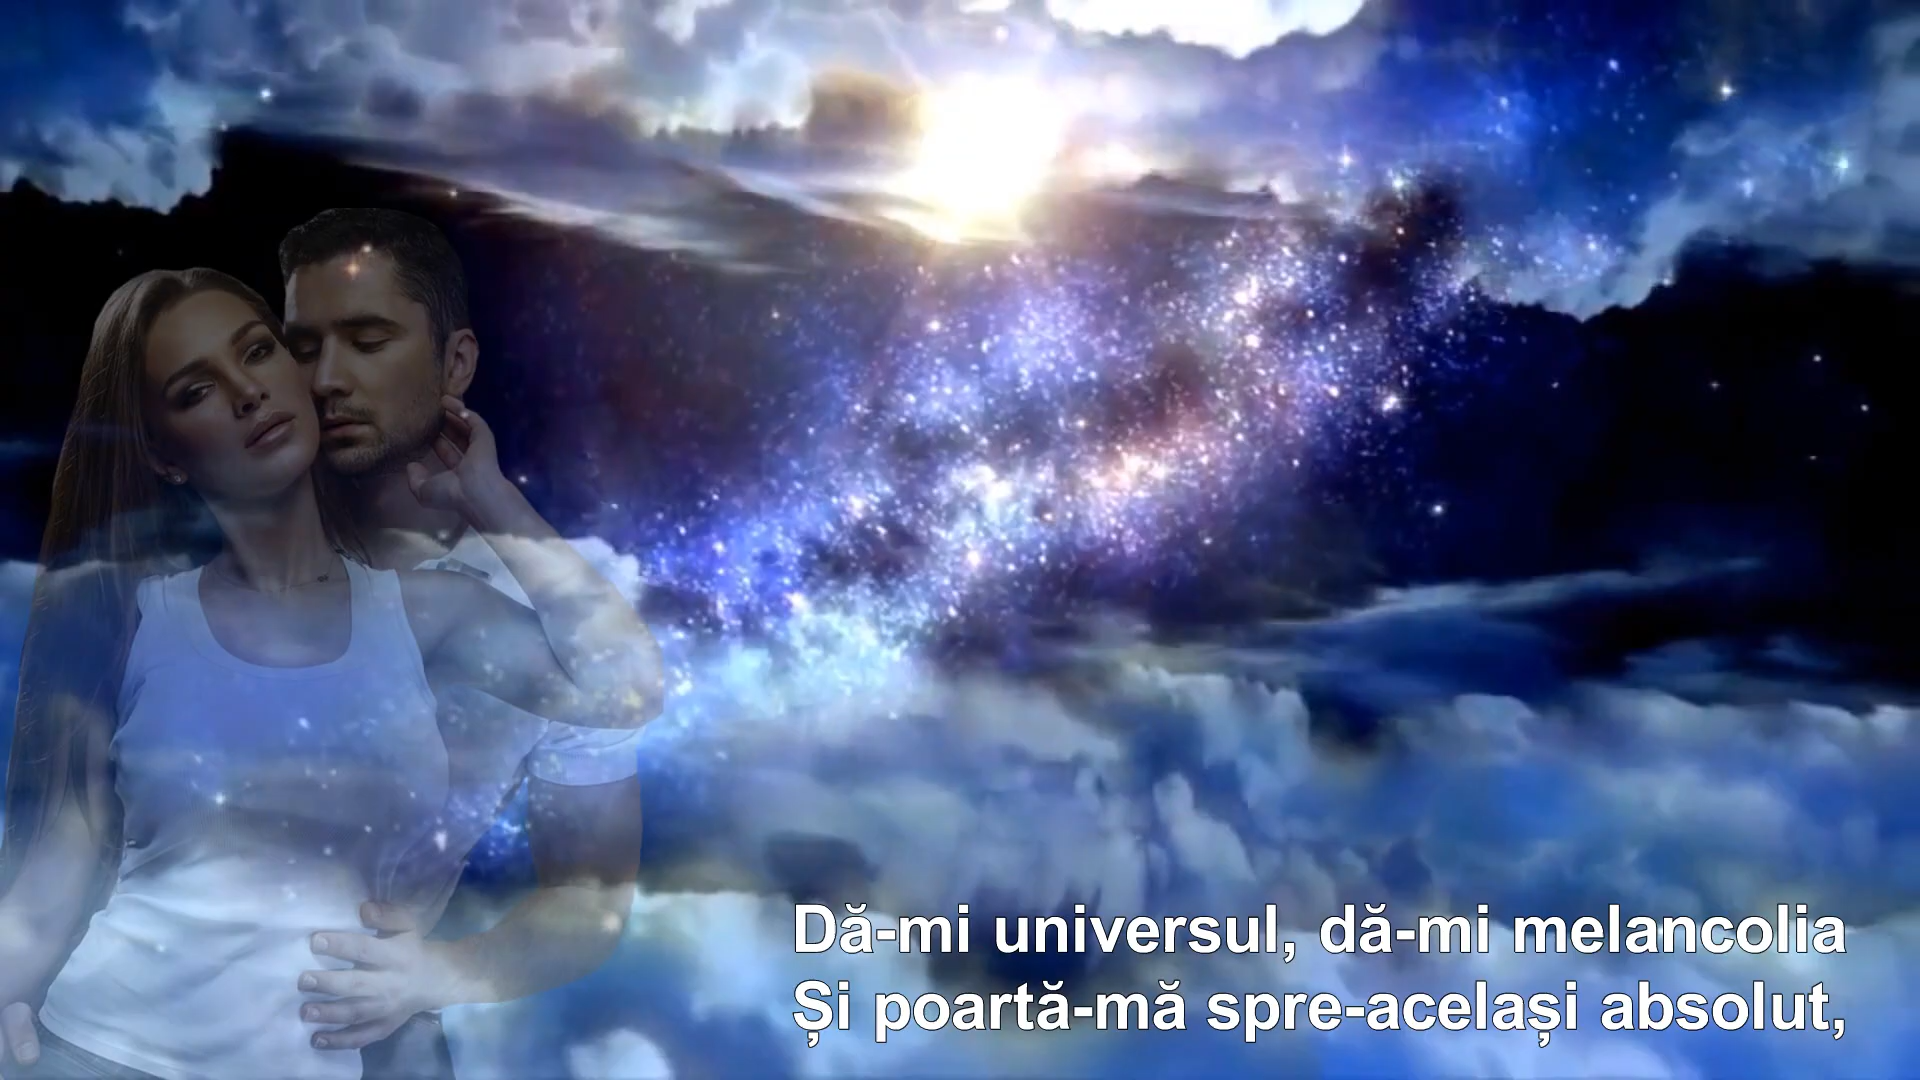 Dă-mi universul, dă-mi melancolia
Și poartă-mă spre-același absolut,